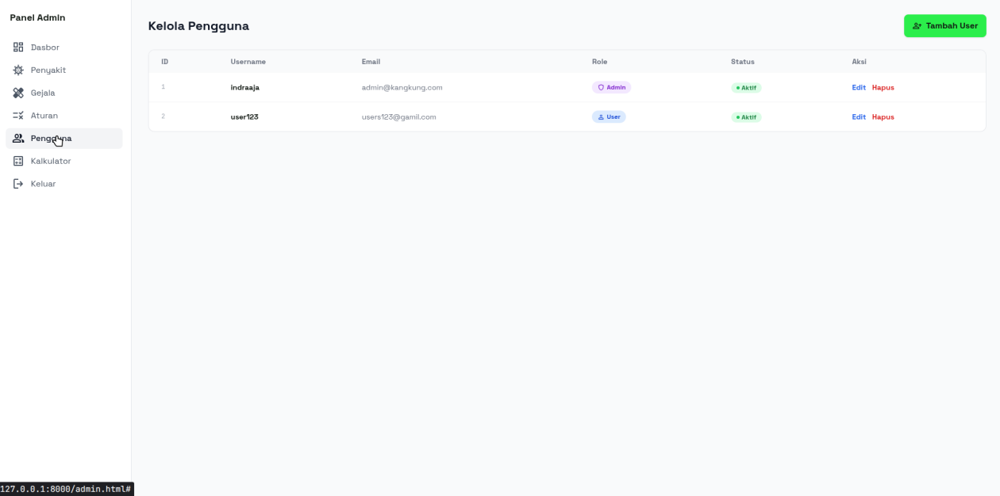 Panel Admin
Dasbor
Penyakit
Gejala
Aturan
Pengguna
Kalkulator
Keluar
Kelola Pengguna
Tambah User
ID Username Email Role Status Aksi
1 indraaja admin@kangkung.com Admin Aktif Edit Hapus
2 user123 users123@gamil.com User Aktif Edit Hapus
127.0.0.1:8000/admin.html#